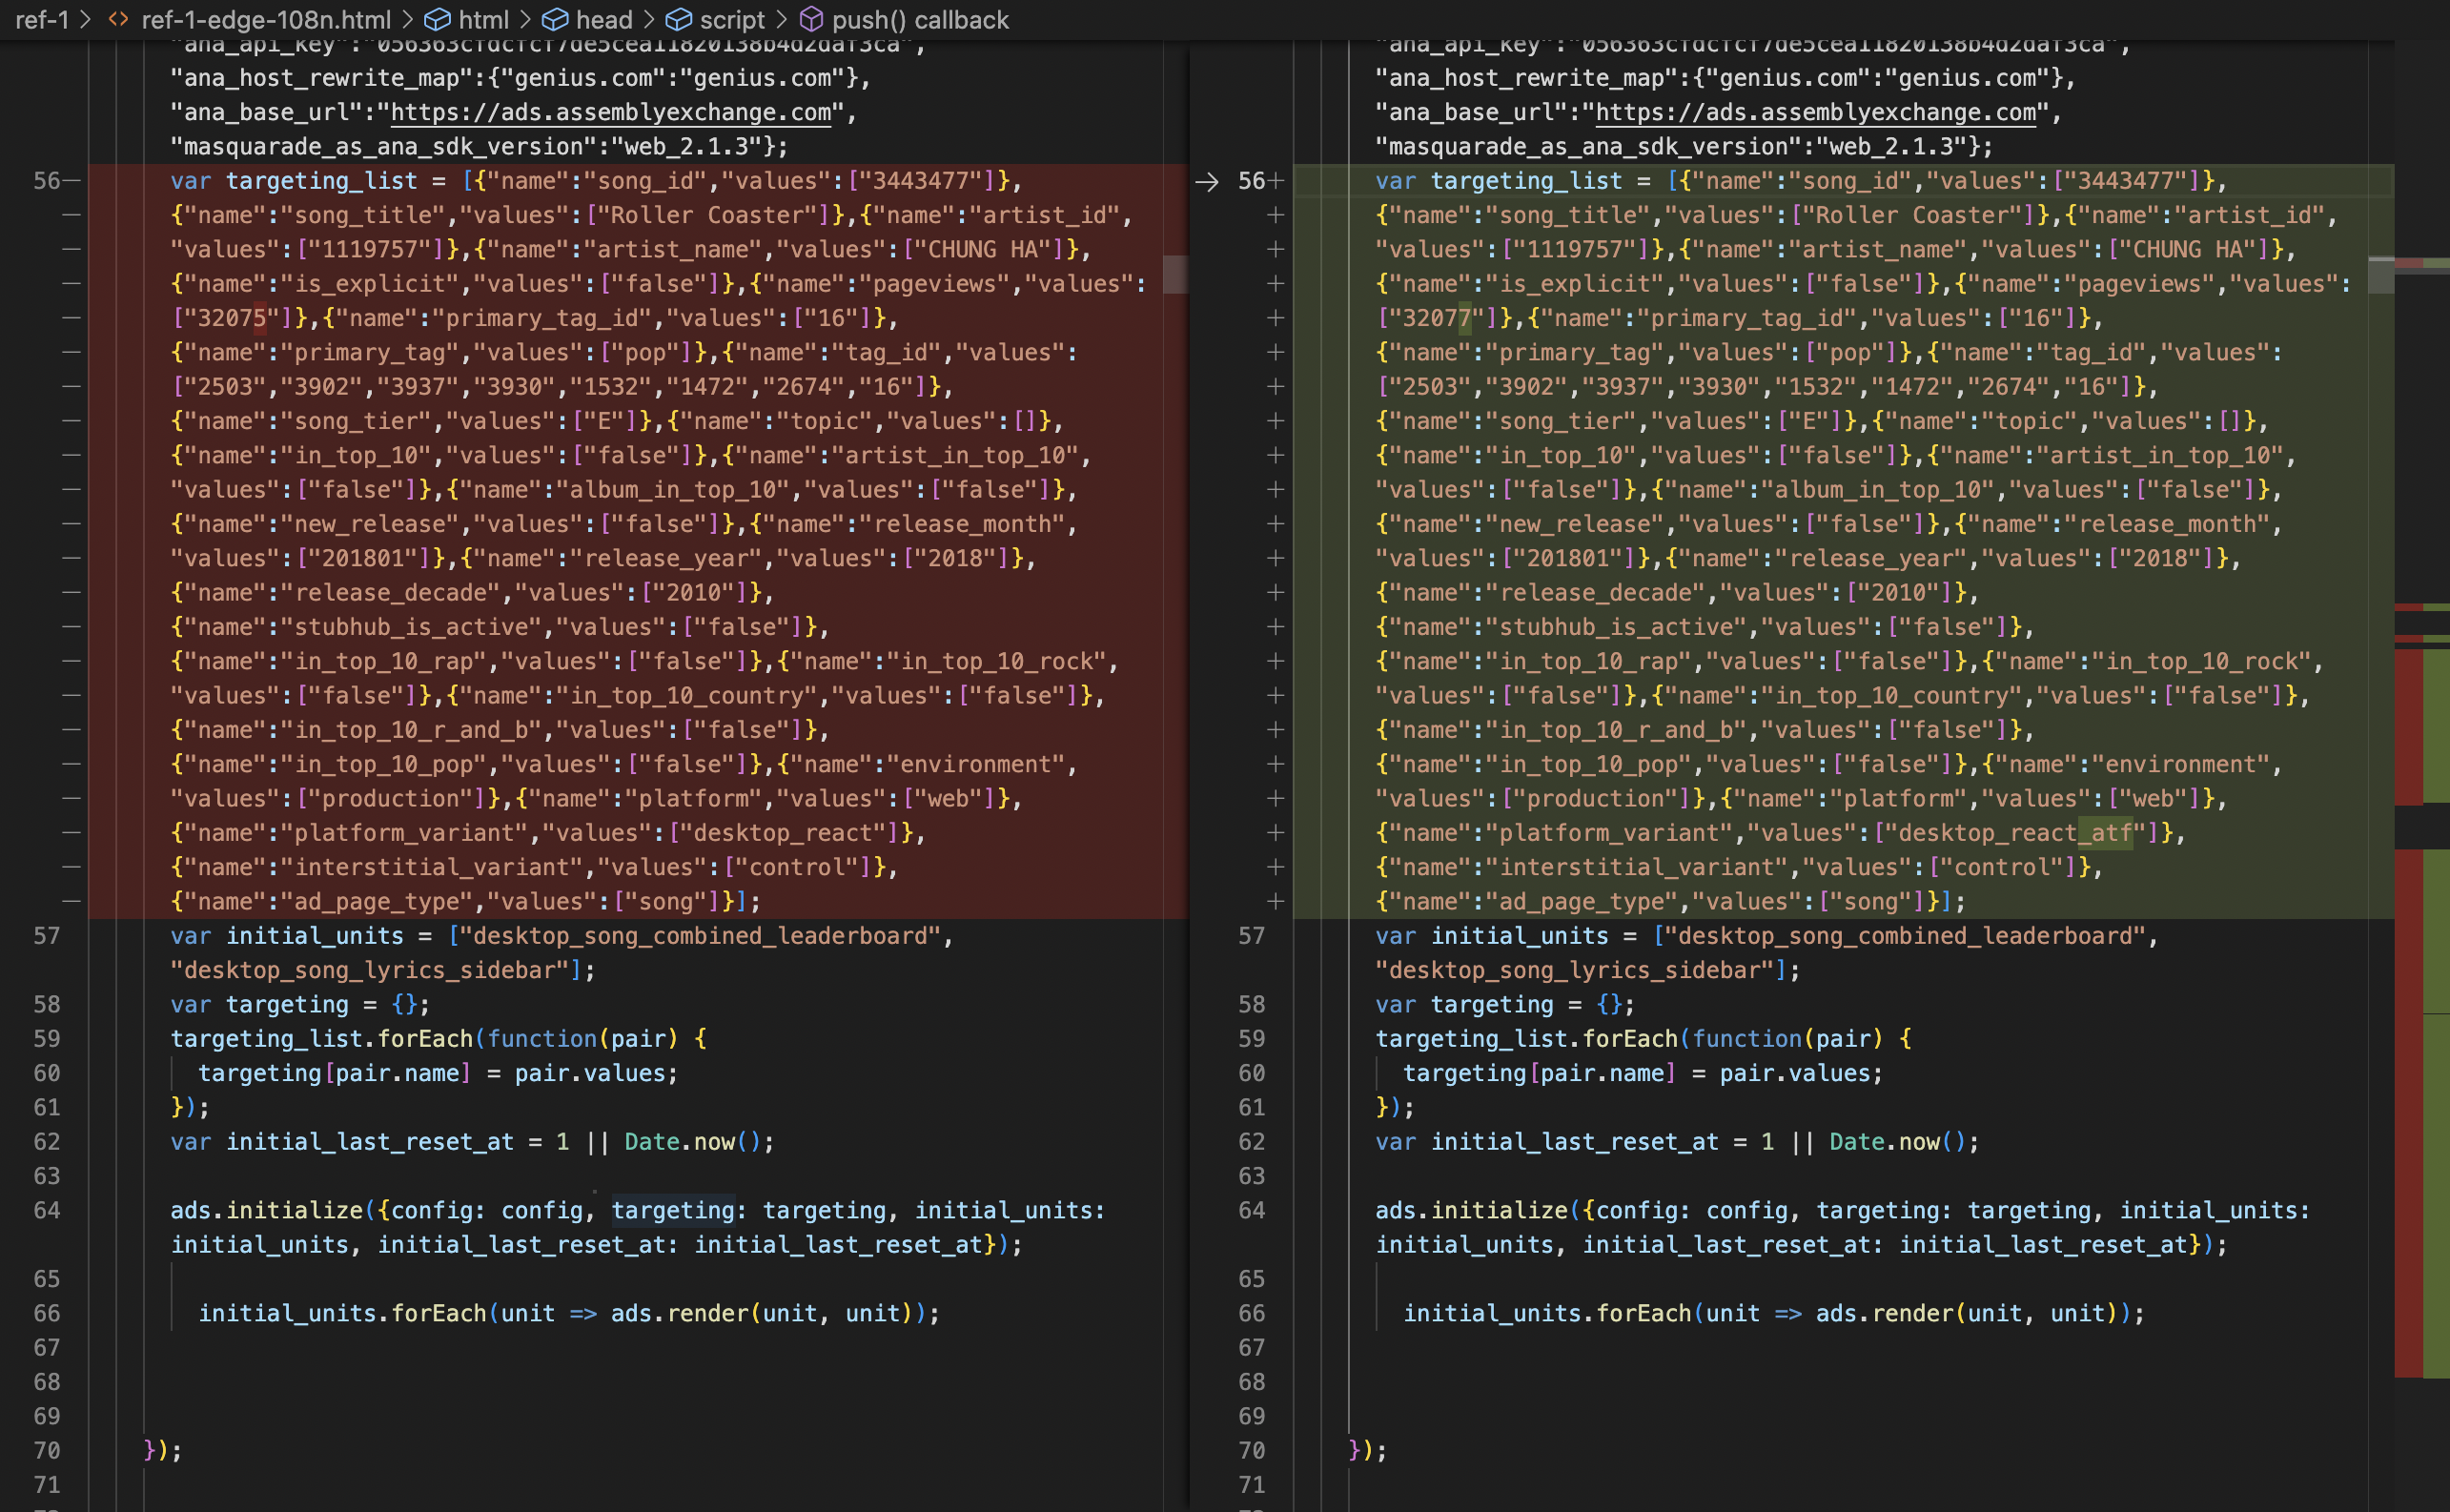 ref-1 > <> ref-1-edge-108n.html > html > head > script > push() callback
"ana_host_rewrite_map":{"genius.com":"genius.com"},
"ana_base_url":"https://ads.assemblyexchange.com",
"masquarade_as_ana_sdk_version":"web_2.1.3"};
56— var targeting_list = [{"name":"song_id","values":["3443477"]},
— {"name":"song_title","values":["Roller Coaster"]},{"name":"artist_id",
— "values":["1119757"]},{"name":"artist_name","values":["CHUNG HA"]},
— {"name":"is_explicit","values":["false"]},{"name":"pageviews","values":
— ["32075"]},{"name":"primary_tag_id","values":["16"]},
— {"name":"primary_tag","values":["pop"]},{"name":"tag_id","values":
— ["2503","3902","3937","3930","1532","1472","2674","16"]},
— {"name":"song_tier","values":["E"]},{"name":"topic","values":[]},
— {"name":"in_top_10","values":["false"]},{"name":"artist_in_top_10",
— "values":["false"]},{"name":"album_in_top_10","values":["false"]},
— {"name":"new_release","values":["false"]},{"name":"release_month",
— "values":["201801"]},{"name":"release_year","values":["2018"]},
— {"name":"release_decade","values":["2010"]},
— {"name":"stubhub_is_active","values":["false"]},
— {"name":"in_top_10_rap","values":["false"]},{"name":"in_top_10_rock",
— "values":["false"]},{"name":"in_top_10_country","values":["false"]},
— {"name":"in_top_10_r_and_b","values":["false"]},
— {"name":"in_top_10_pop","values":["false"]},{"name":"environment",
— "values":["production"]},{"name":"platform","values":["web"]},
— {"name":"platform_variant","values":["desktop_react"]},
— {"name":"interstitial_variant","values":["control"]},
— {"name":"ad_page_type","values":["song"]}];
57 var initial_units = ["desktop_song_combined_leaderboard",
"desktop_song_lyrics_sidebar"];
58 var targeting = {};
59 targeting_list.forEach(function(pair) {
60 targeting[pair.name] = pair.values;
61 });
62 var initial_last_reset_at = 1 || Date.now();
63
64 ads.initialize({config: config, targeting: targeting, initial_units:
initial_units, initial_last_reset_at: initial_last_reset_at});
65
66 initial_units.forEach(unit => ads.render(unit, unit));
67
68
69
70 });
71
"ana_host_rewrite_map":{"genius.com":"genius.com"},
"ana_base_url":"https://ads.assemblyexchange.com",
"masquarade_as_ana_sdk_version":"web_2.1.3"};
→ 56+ var targeting_list = [{"name":"song_id","values":["3443477"]},
+ {"name":"song_title","values":["Roller Coaster"]},{"name":"artist_id",
+ "values":["1119757"]},{"name":"artist_name","values":["CHUNG HA"]},
+ {"name":"is_explicit","values":["false"]},{"name":"pageviews","values":
+ ["32077"]},{"name":"primary_tag_id","values":["16"]},
+ {"name":"primary_tag","values":["pop"]},{"name":"tag_id","values":
+ ["2503","3902","3937","3930","1532","1472","2674","16"]},
+ {"name":"song_tier","values":["E"]},{"name":"topic","values":[]},
+ {"name":"in_top_10","values":["false"]},{"name":"artist_in_top_10",
+ "values":["false"]},{"name":"album_in_top_10","values":["false"]},
+ {"name":"new_release","values":["false"]},{"name":"release_month",
+ "values":["201801"]},{"name":"release_year","values":["2018"]},
+ {"name":"release_decade","values":["2010"]},
+ {"name":"stubhub_is_active","values":["false"]},
+ {"name":"in_top_10_rap","values":["false"]},{"name":"in_top_10_rock",
+ "values":["false"]},{"name":"in_top_10_country","values":["false"]},
+ {"name":"in_top_10_r_and_b","values":["false"]},
+ {"name":"in_top_10_pop","values":["false"]},{"name":"environment",
+ "values":["production"]},{"name":"platform","values":["web"]},
+ {"name":"platform_variant","values":["desktop_react_atf"]},
+ {"name":"interstitial_variant","values":["control"]},
+ {"name":"ad_page_type","values":["song"]}];
57 var initial_units = ["desktop_song_combined_leaderboard",
"desktop_song_lyrics_sidebar"];
58 var targeting = {};
59 targeting_list.forEach(function(pair) {
60 targeting[pair.name] = pair.values;
61 });
62 var initial_last_reset_at = 1 || Date.now();
63
64 ads.initialize({config: config, targeting: targeting, initial_units:
initial_units, initial_last_reset_at: initial_last_reset_at});
65
66 initial_units.forEach(unit => ads.render(unit, unit));
67
68
69
70 });
71